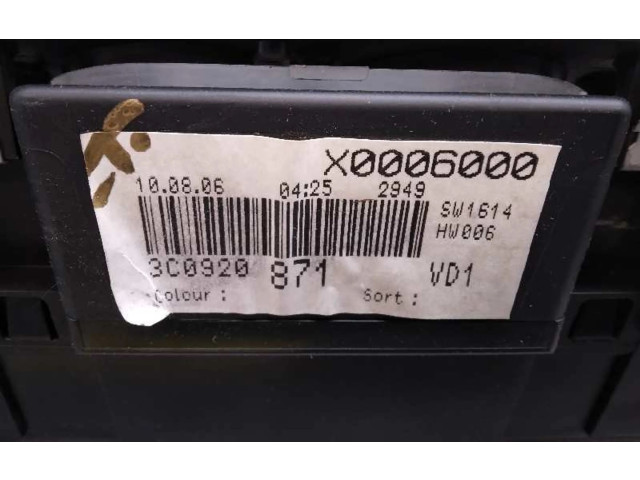 X0006000
10.08.06 04:25 2949
SW1614
HW006
3C0920 871 VD1
Colour : Sort :